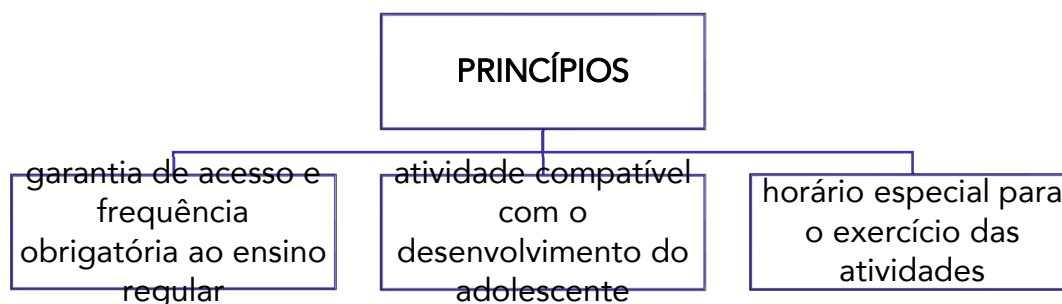 PRINCÍPIOS
garantia de acesso e
frequência
obrigatória ao ensino
regular
atividade compatível
com o
desenvolvimento do
adolescente
horário especial para
o exercício das
atividades